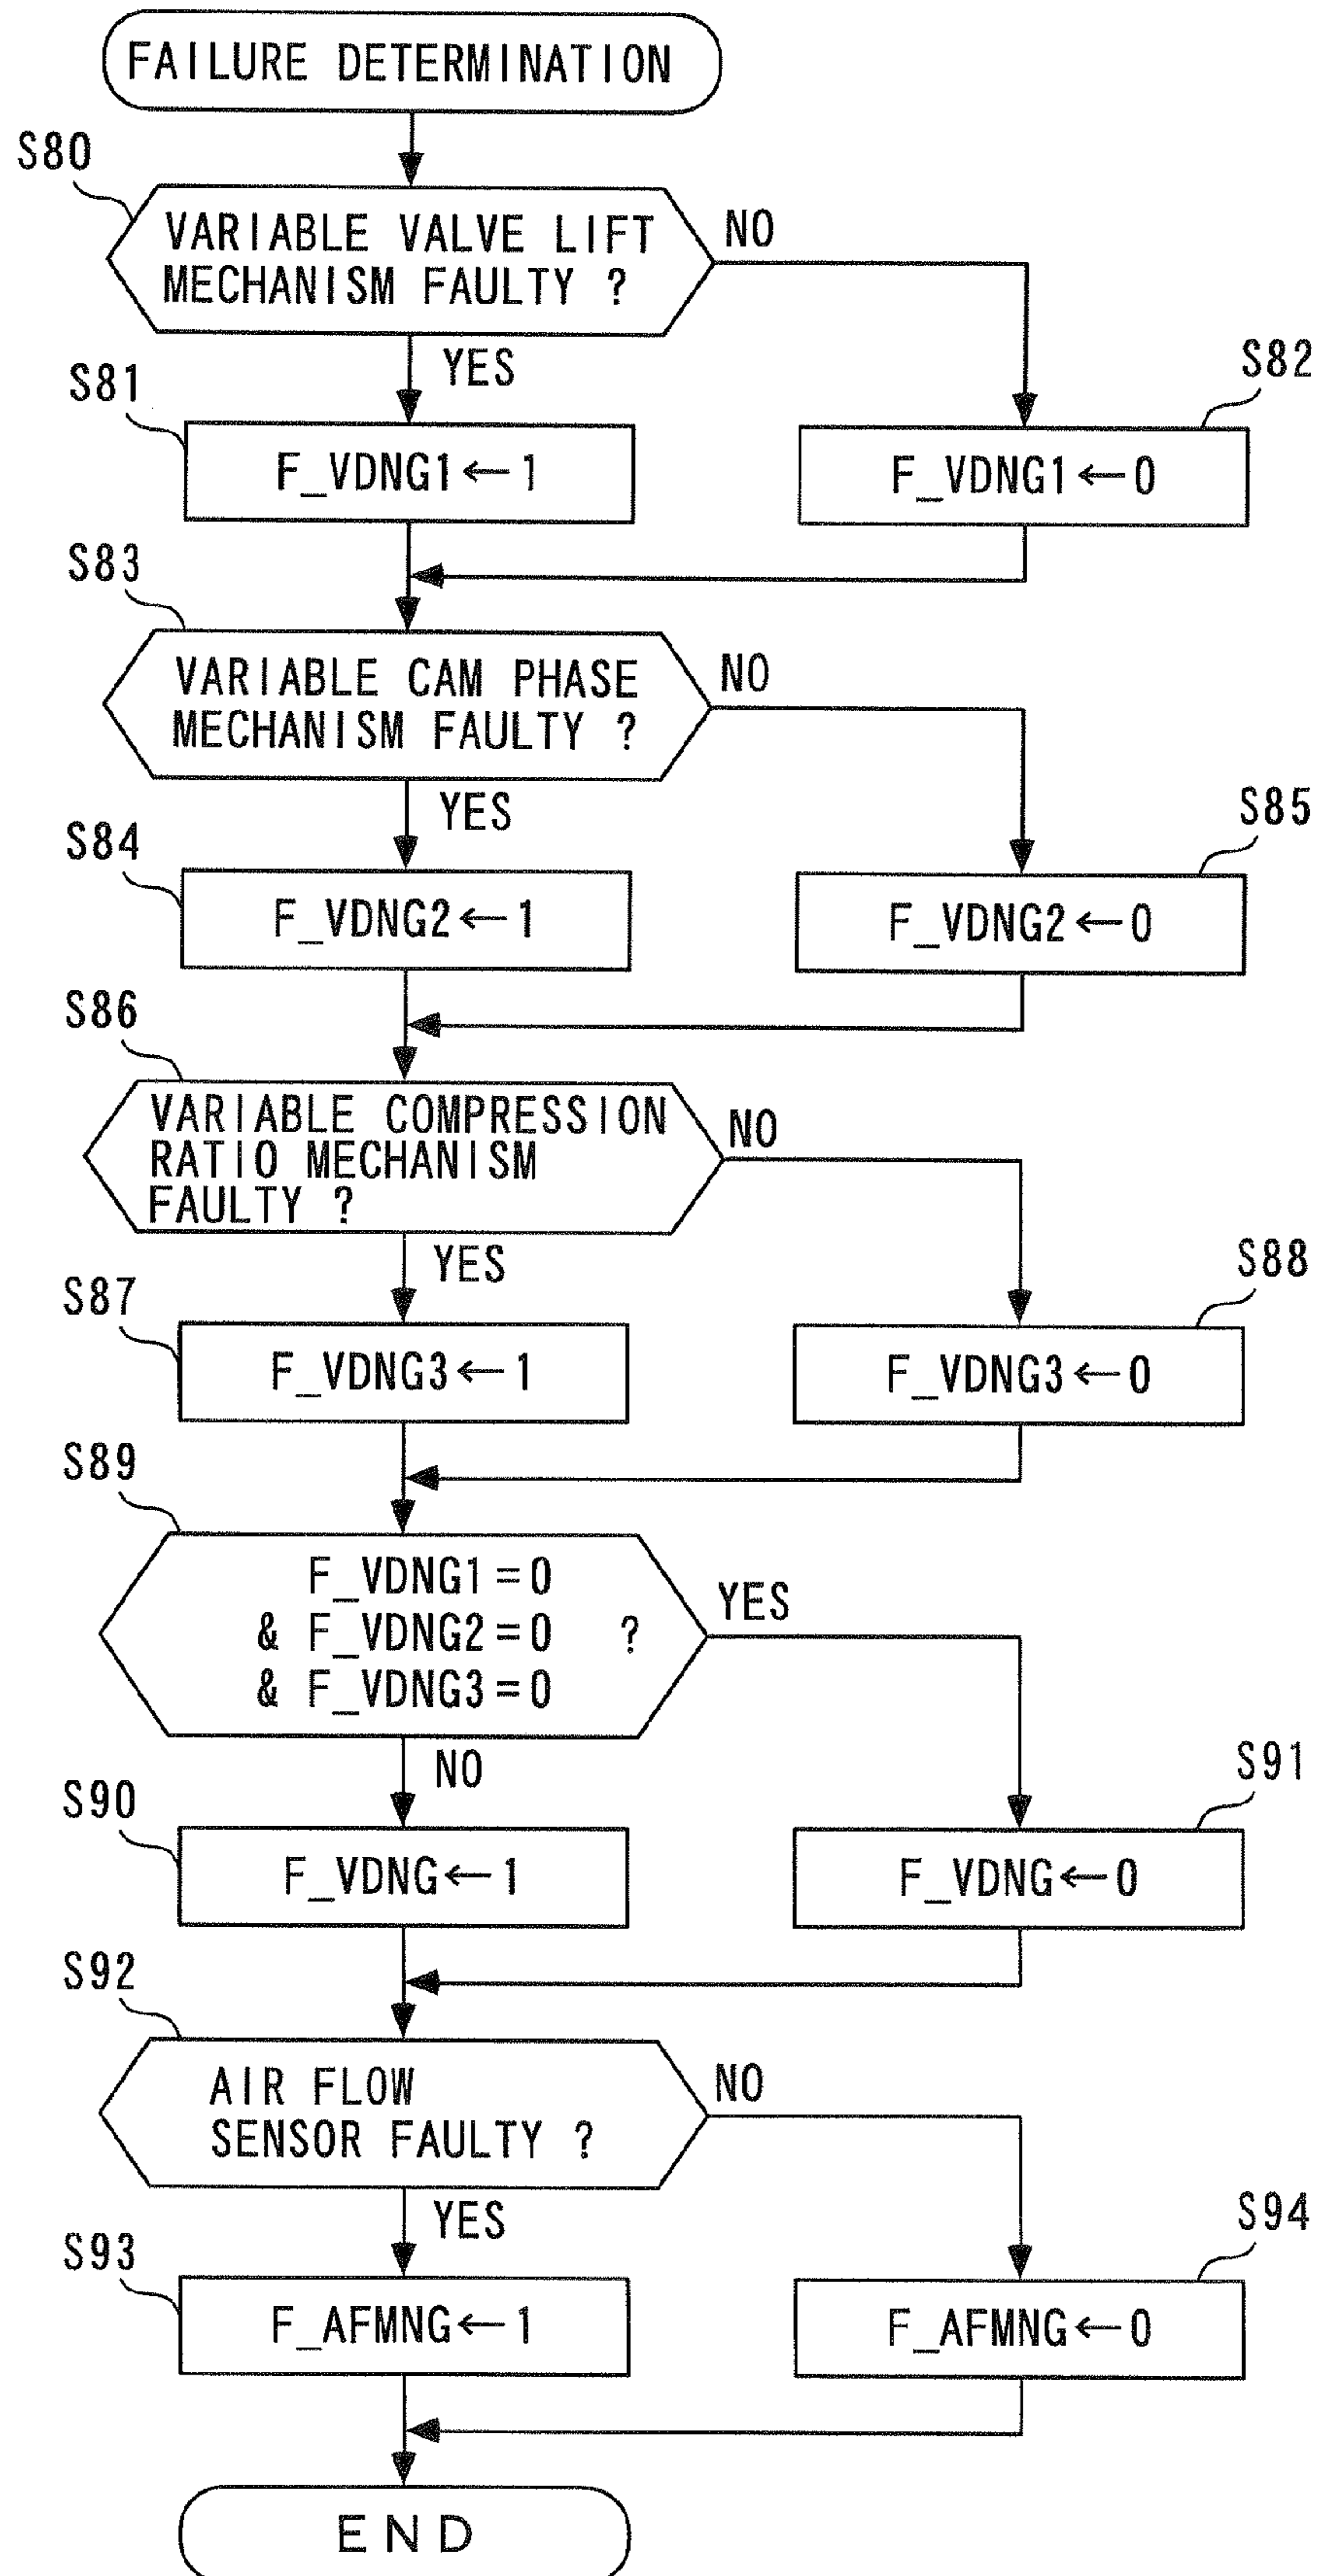 FAILURE DETERMINATION
S80
VARIABLE VALVE LIFT
MECHANISM FAULTY ?
NO
YES
S81
S82
F_VDNG1←1
F_VDNG1←0
S83
VARIABLE CAM PHASE
MECHANISM FAULTY ?
NO
YES
S84
S85
F_VDNG2←1
F_VDNG2←0
S86
VARIABLE COMPRESSION
RATIO MECHANISM
FAULTY ?
NO
YES
S87
S88
F_VDNG3←1
F_VDNG3←0
S89
F_VDNG1=0
& F_VDNG2=0 ?
& F_VDNG3=0
YES
NO
S90
S91
F_VDNG←1
F_VDNG←0
S92
AIR FLOW
SENSOR FAULTY ?
NO
YES
S93
S94
F_AFMNG←1
F_AFMNG←0
END